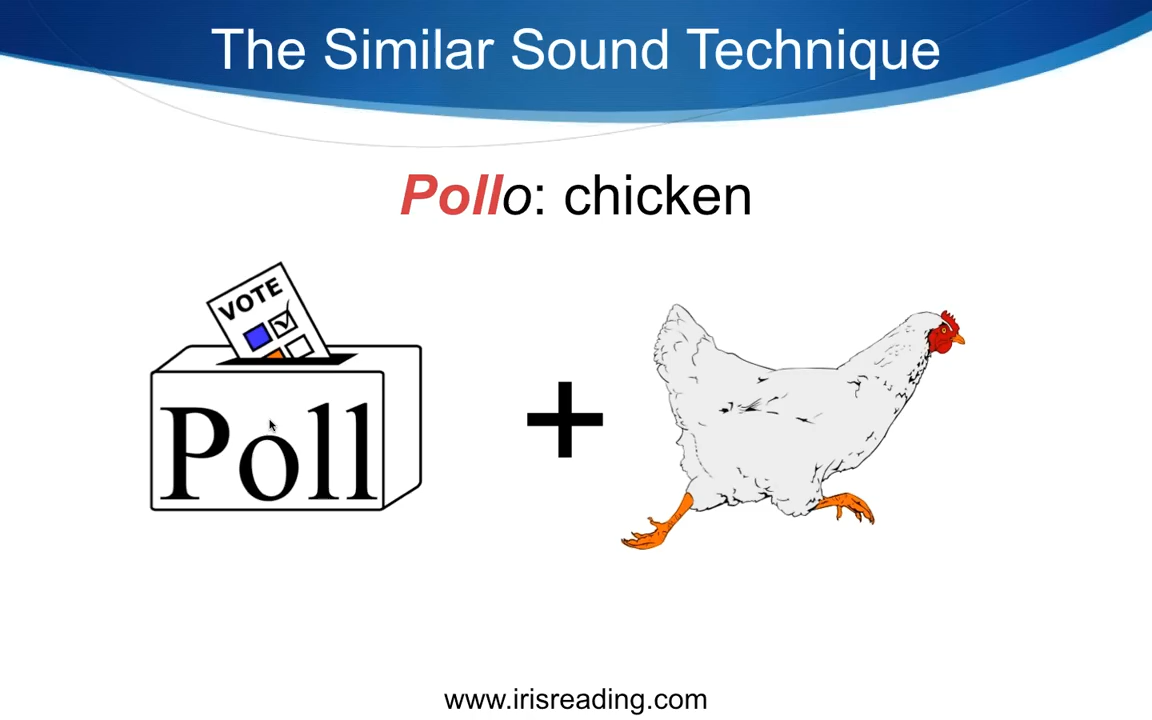 The Similar Sound Technique
Pollo: chicken
VOTE
Poll
+
www.irisreading.com